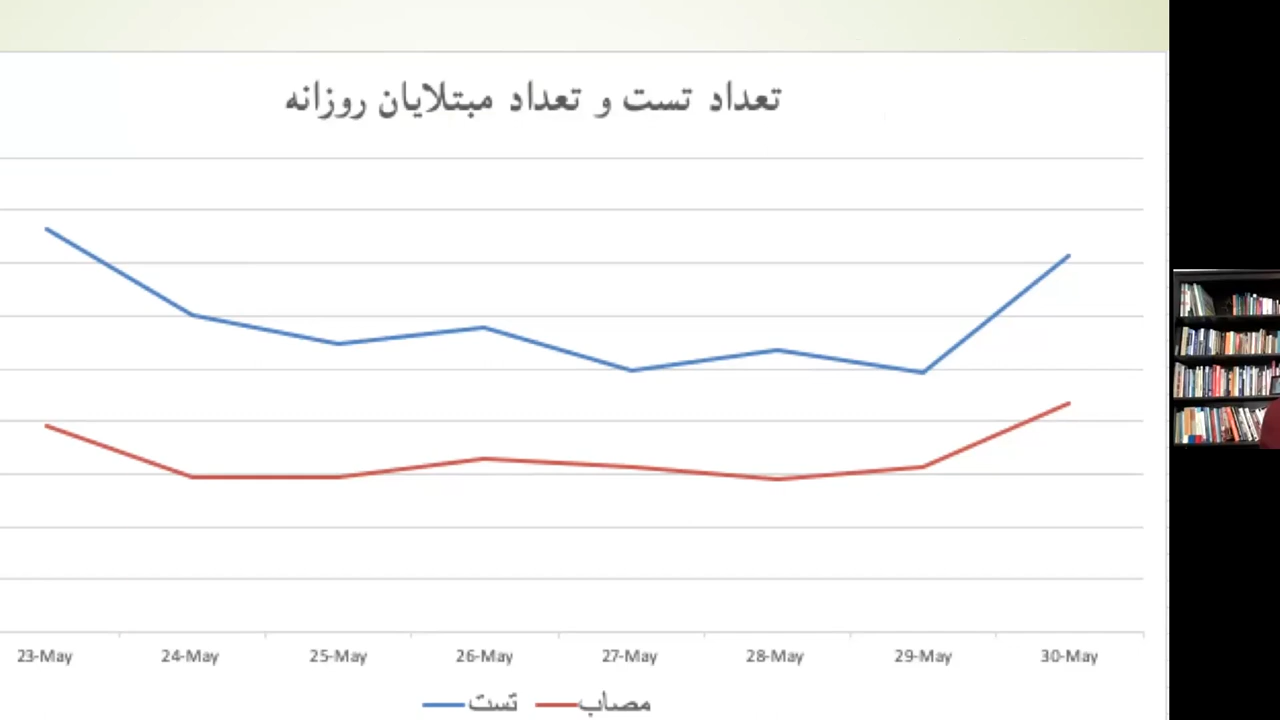 تعداد تست و تعداد مبتلایان روزانه
23-May 24-May 25-May 26-May 27-May 28-May 29-May 30-May
تست مصاب